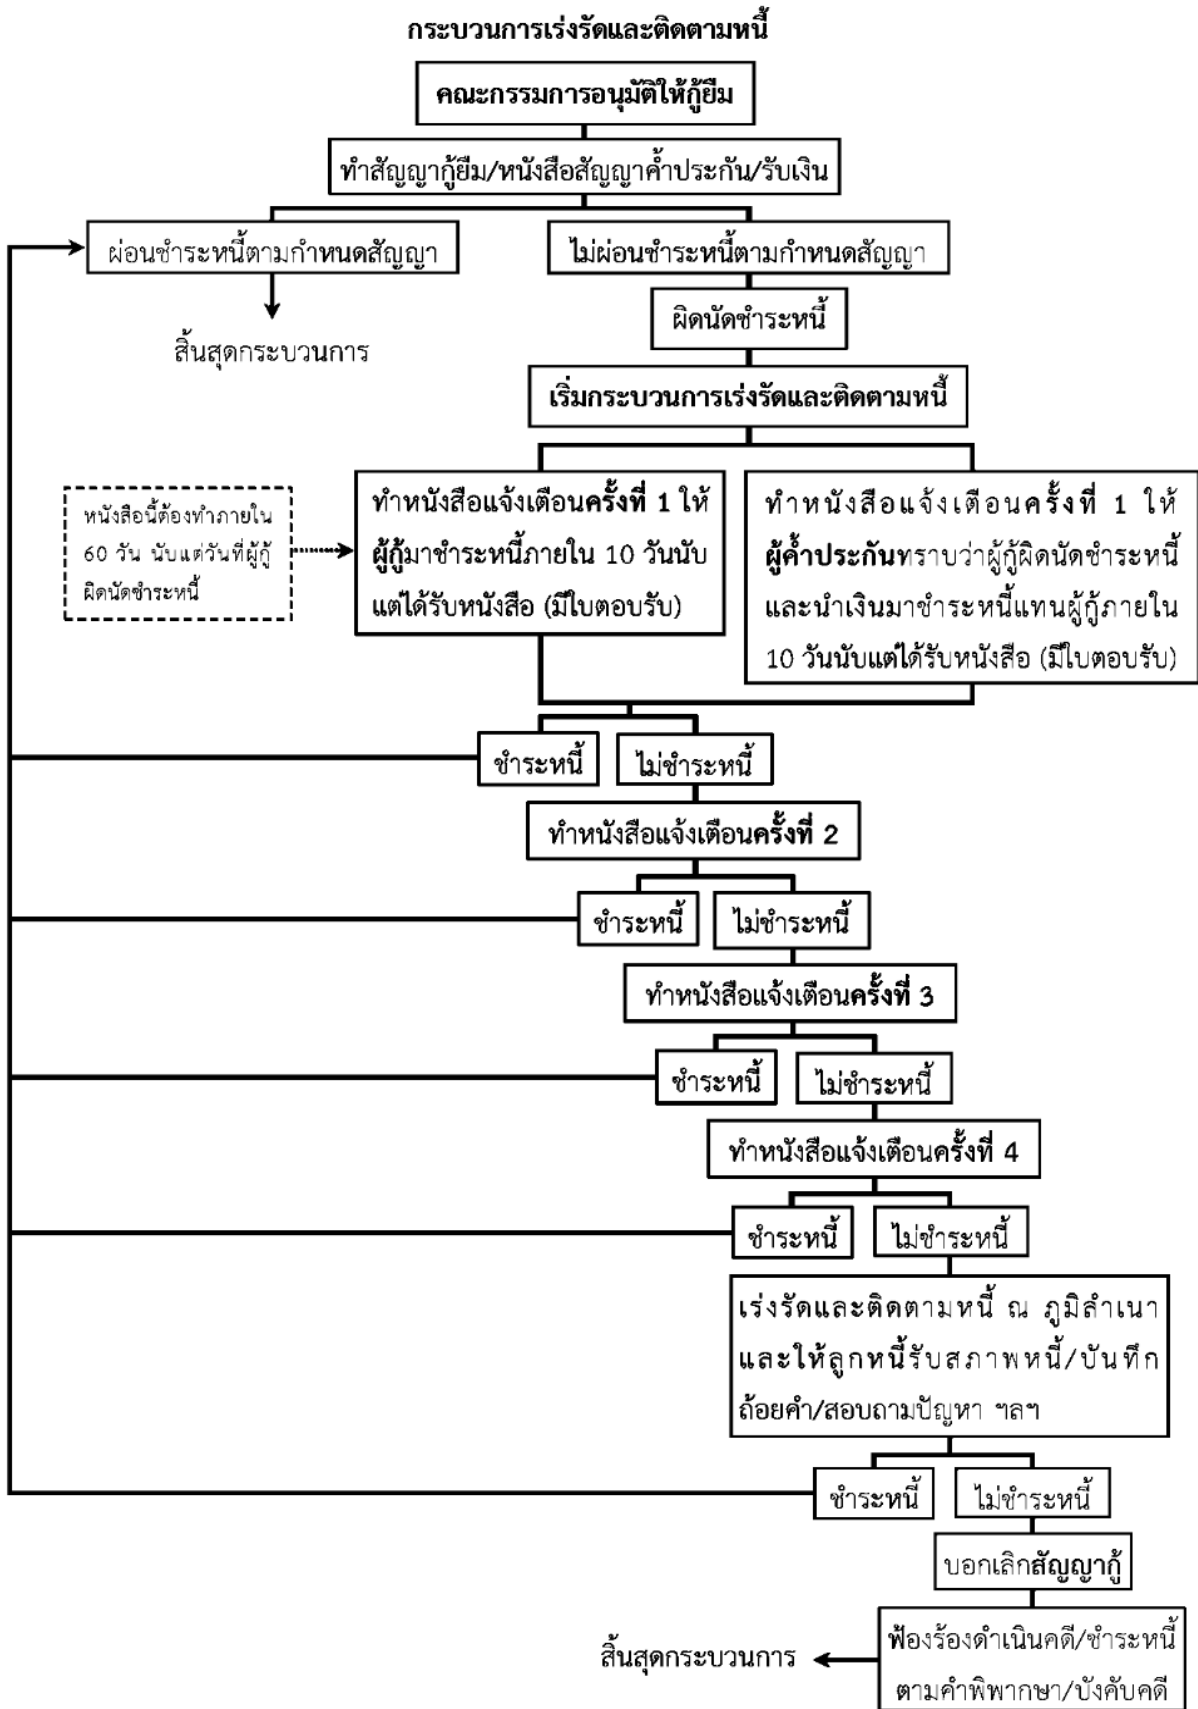 กระบวนการเร่งรัดและติดตามหนี้
คณะกรรมการอนุมัติให้กู้ยืม
ทำสัญญากู้ยืม/หนังสือสัญญาค้ำประกัน/รับเงิน
ผ่อนชำระหนี้ตามกำหนดสัญญา
ไม่ผ่อนชำระหนี้ตามกำหนดสัญญา
สิ้นสุดกระบวนการ
ผิดนัดชำระหนี้
เริ่มกระบวนการเร่งรัดและติดตามหนี้
หนังสือนี้ต้องทำภายใน
60 วัน นับแต่วันที่ผู้กู้
ผิดนัดชำระหนี้
ทำหนังสือแจ้งเตือนครั้งที่ 1 ให้
ผู้กู้มาชำระหนี้ภายใน 10 วันนับ
แต่ได้รับหนังสือ (มีใบตอบรับ)
ทำหนังสือแจ้งเตือนครั้งที่ 1 ให้
ผู้ค้ำประกันทราบว่าผู้กู้ผิดนัดชำระหนี้
และนำเงินมาชำระหนี้แทนผู้กู้ภายใน
10 วันนับแต่ได้รับหนังสือ (มีใบตอบรับ)
ชำระหนี้
ไม่ชำระหนี้
ทำหนังสือแจ้งเตือนครั้งที่ 2
ชำระหนี้
ไม่ชำระหนี้
ทำหนังสือแจ้งเตือนครั้งที่ 3
ชำระหนี้
ไม่ชำระหนี้
ทำหนังสือแจ้งเตือนครั้งที่ 4
ชำระหนี้
ไม่ชำระหนี้
เร่งรัดและติดตามหนี้ ณ ภูมิลำเนา
และให้ลูกหนี้รับสภาพหนี้/บันทึก
ถ้อยคำ/สอบถามปัญหา ฯลฯ
ชำระหนี้
ไม่ชำระหนี้
บอกเลิกสัญญากู้
ฟ้องร้องดำเนินคดี/ชำระหนี้
ตามคำพิพากษา/บังคับคดี
สิ้นสุดกระบวนการ